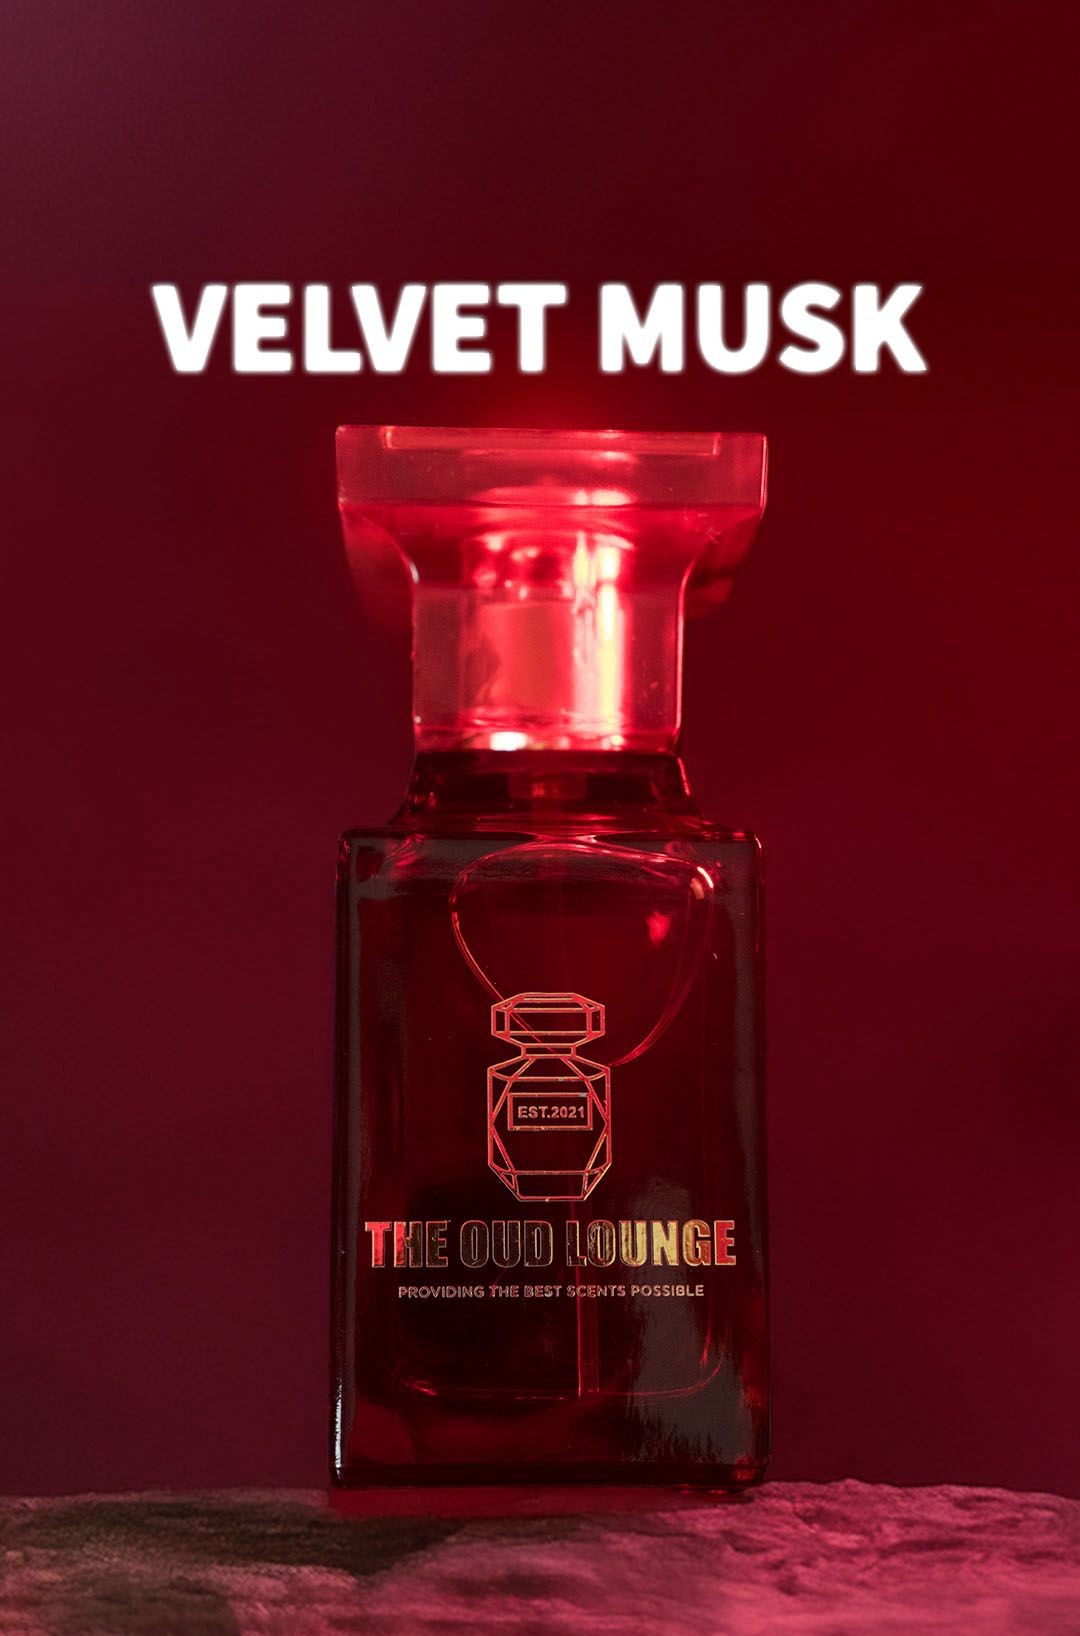 VELVET MUSK
EST.2021
THE OUD LOUNGE
PROVIDING THE BEST SCENTS POSSIBLE